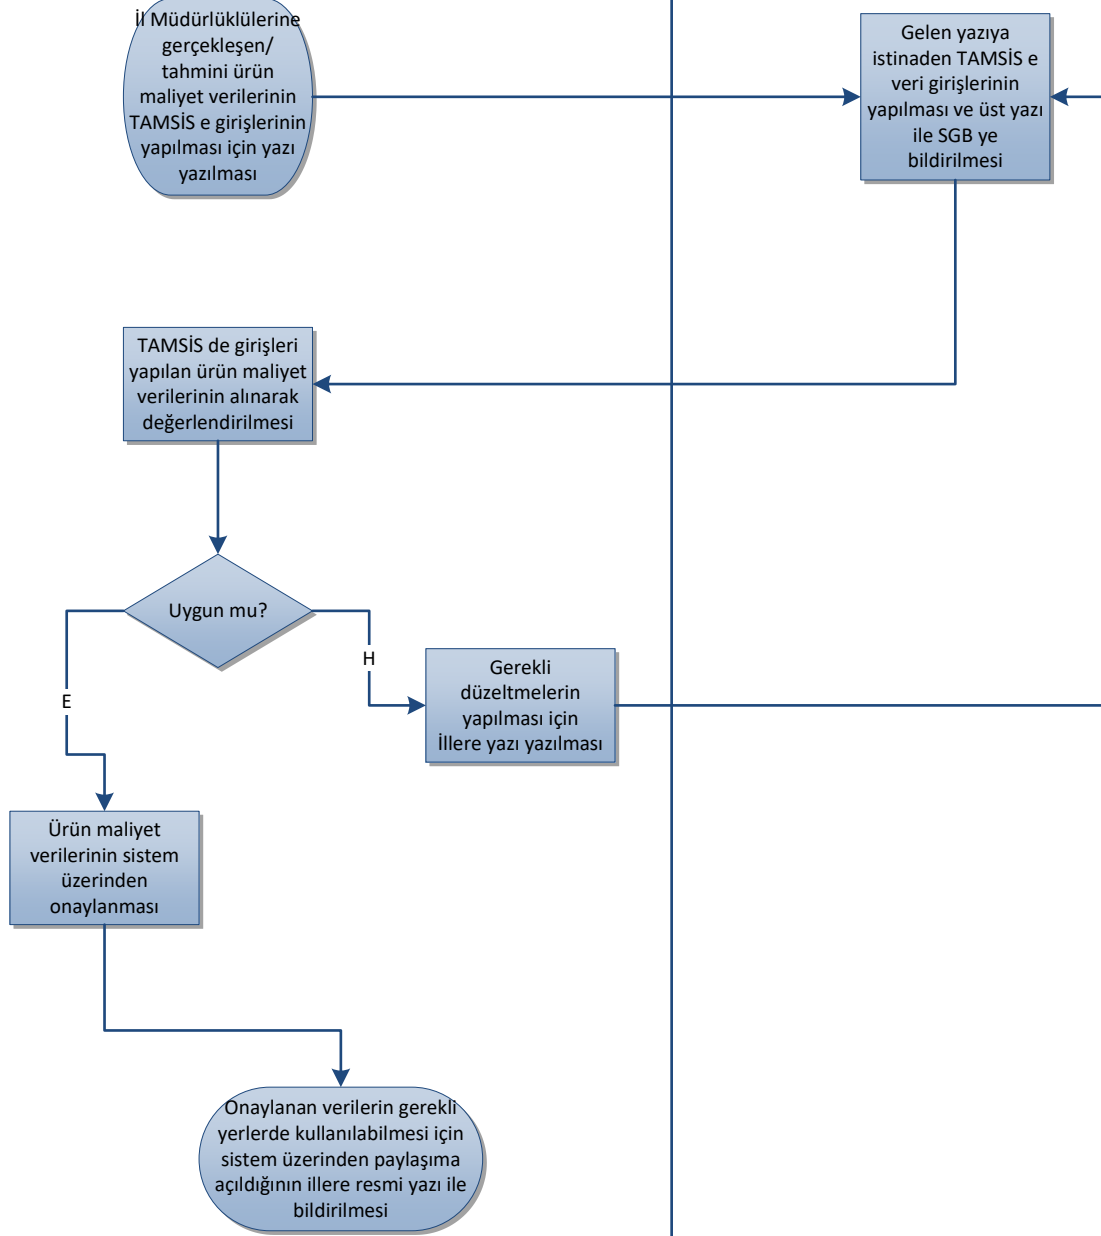 İl Müdürlüklülerine
gerçekleşen/
tahmini ürün
maliyet verilerinin
TAMSİS e girişlerinin
yapılması için yazı
yazılması
Gelen yazıya
istinaden TAMSİS e
veri girişlerinin
yapılması ve üst yazı
ile SGB ye
bildirilmesi
TAMSİS de girişleri
yapılan ürün maliyet
verilerinin alınarak
değerlendirilmesi
Uygun mu?
H
E
Gerekli
düzeltmelerin
yapılması için
İllere yazı yazılması
Ürün maliyet
verilerinin sistem
üzerinden
onaylanması
Onaylanan verilerin gerekli
yerlerde kullanılabilmesi için
sistem üzerinden paylaşıma
açıldığının illere resmi yazı ile
bildirilmesi